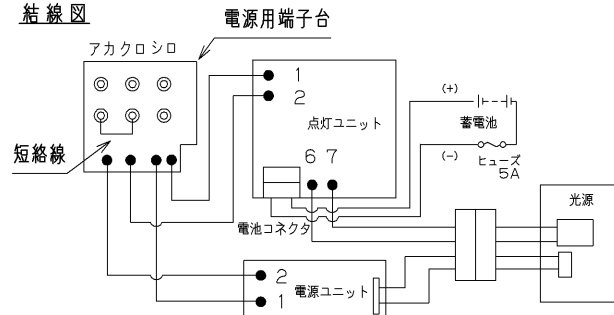 結線図
電源用端子台
アカクロシロ
短絡線
1
2
点灯ユニット
6 7
電池コネクタ
(+)
蓄電池
(-)
ヒューズ
5A
光源
2
電源ユニット
1